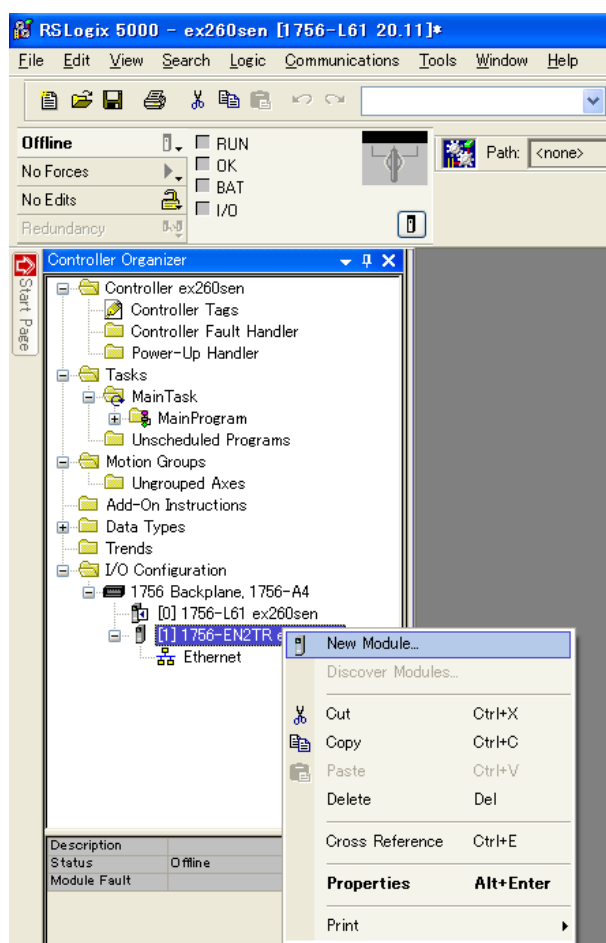 RSLogix 5000 - ex260sen [1756-L61 20.11]*
File Edit View Search Logic Communications Tools Window Help
Offline
RUN
No Forces
OK
No Edits
BAT
Redundancy
I/O
Path: <none>
Start Page
Controller Organizer
Controller ex260sen
Controller Tags
Controller Fault Handler
Power-Up Handler
Tasks
MainTask
MainProgram
Unscheduled Programs
Motion Groups
Ungrouped Axes
Add-On Instructions
Data Types
Trends
I/O Configuration
1756 Backplane, 1756-A4
[0] 1756-L61 ex260sen
[1] 1756-EN2TR
Ethernet
New Module...
Discover Modules...
Cut Ctrl+X
Copy Ctrl+C
Paste Ctrl+V
Delete Del
Cross Reference Ctrl+E
Properties Alt+Enter
Print
Description
Status Offline
Module Fault